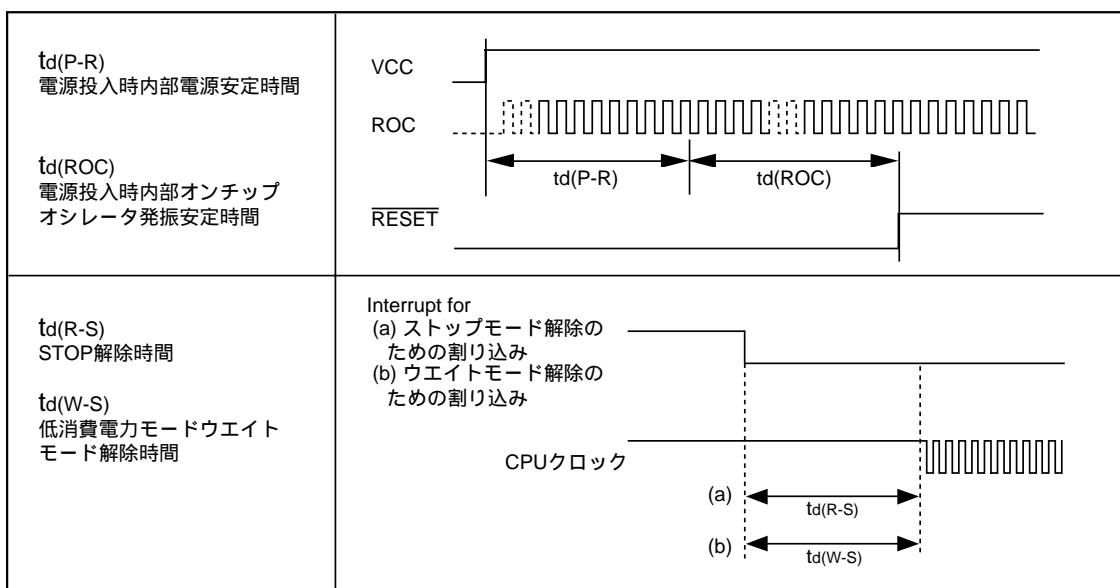 td(P-R)
電源投入時内部電源安定時間
td(ROC)
電源投入時内部オンチップ
オシレータ発振安定時間
VCC
ROC
td(P-R)
td(ROC)
RESET
td(R-S)
STOP解除時間
td(W-S)
低消費電力モードウエイト
モード解除時間
Interrupt for
(a) ストップモード解除の
ための割り込み
(b) ウエイトモード解除の
ための割り込み
CPUクロック
(a)
td(R-S)
(b)
td(W-S)